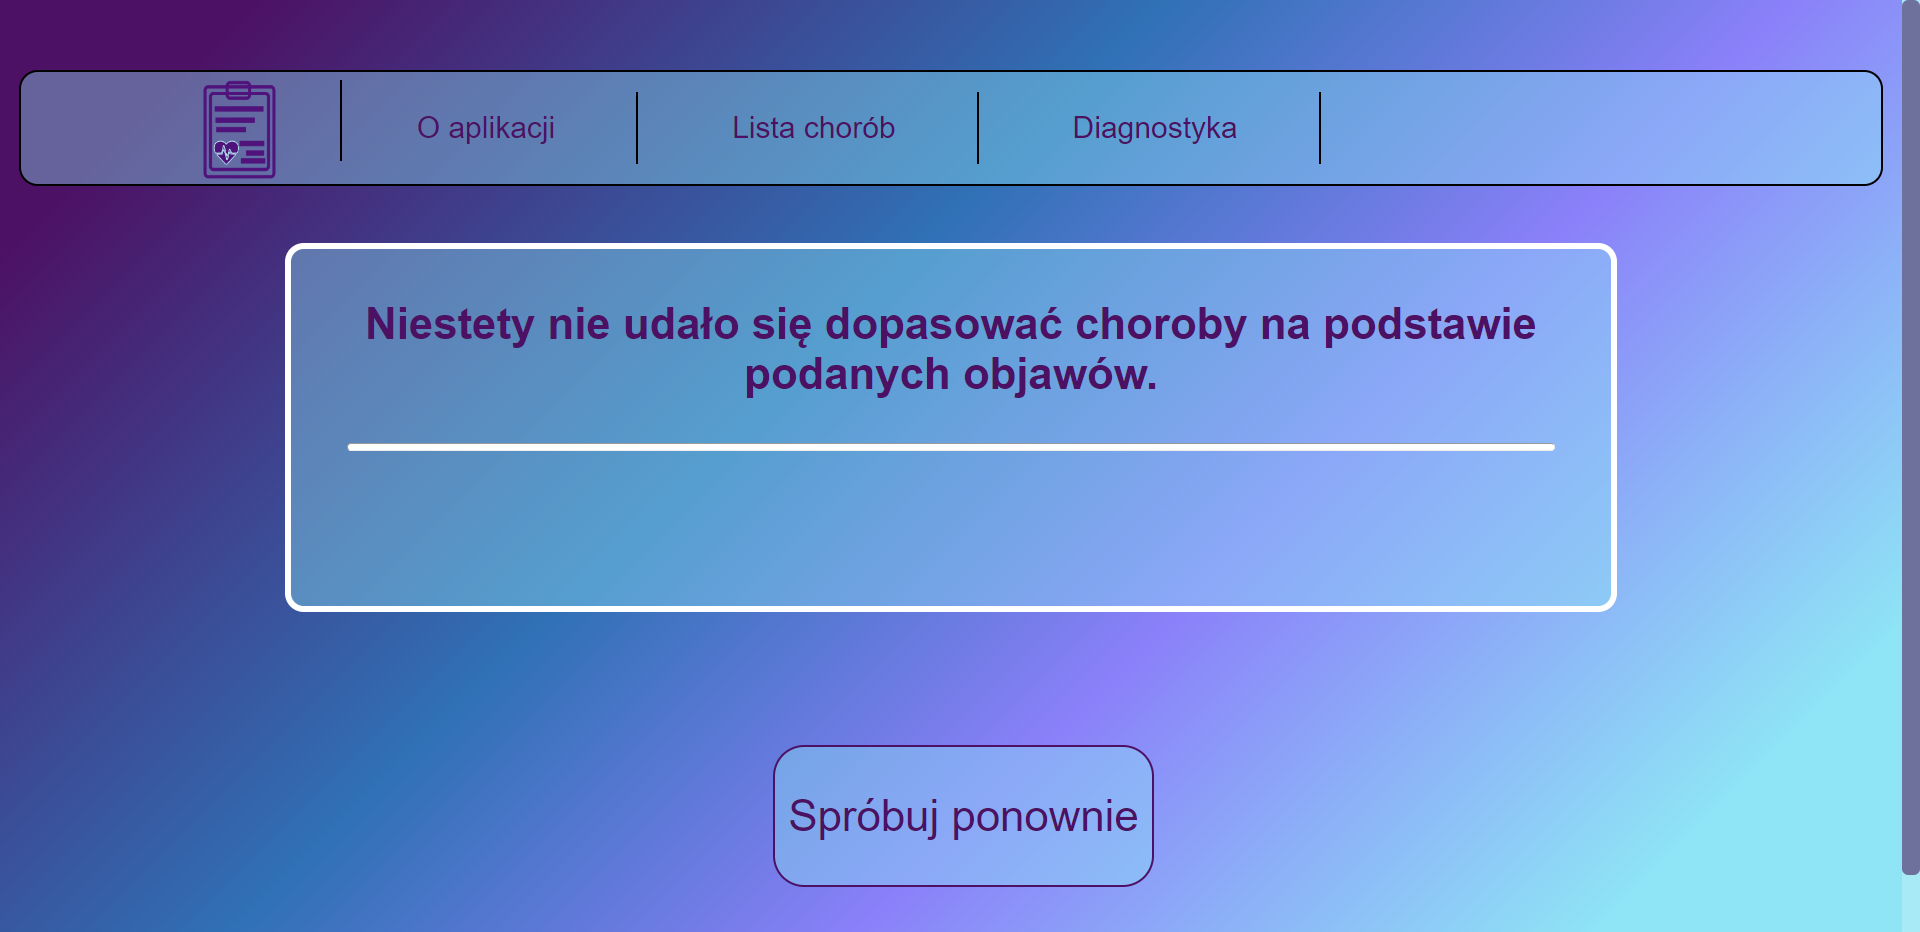 O aplikacji
Lista chorób
Diagnostyka
Niestety nie udało się dopasować choroby na podstawie
podanych objawów.
Spróbuj ponownie